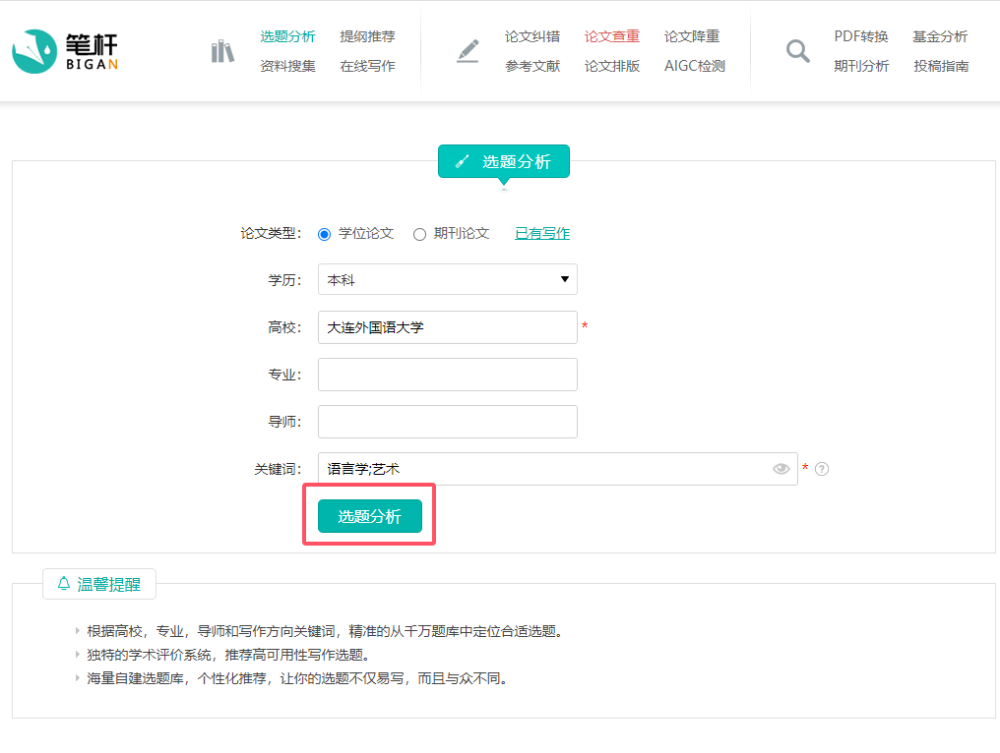 笔杆
BIGAN
选题分析 提纲推荐
资料搜集 在线写作
论文纠错 论文查重 论文降重
参考文献 论文排版 AIGC检测
PDF转换 基金分析
期刊分析 投稿指南
选题分析
论文类型： 学位论文 期刊论文 已有写作
学历： 本科
高校： 大连外国语大学 *
专业：
导师：
关键词： 语言学;艺术 * ?
选题分析
温馨提醒
根据高校，专业，导师和写作方向关键词，精准的从千万题库中定位合适选题。
独特的学术评价系统，推荐高可用性写作选题。
海量自建选题库，个性化推荐，让你的选题不仅易写，而且与众不同。